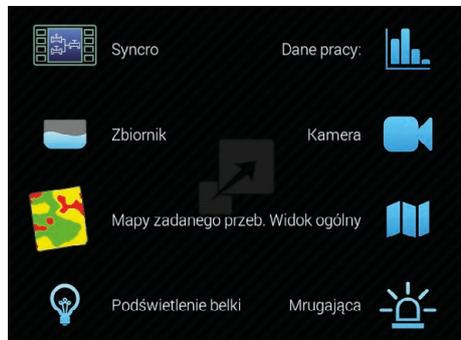 Syncro
Dane pracy:
Zbiornik
Kamera
Mapy zadanego przeb.
Widok ogólny
Podświetlenie belki
Mrugająca